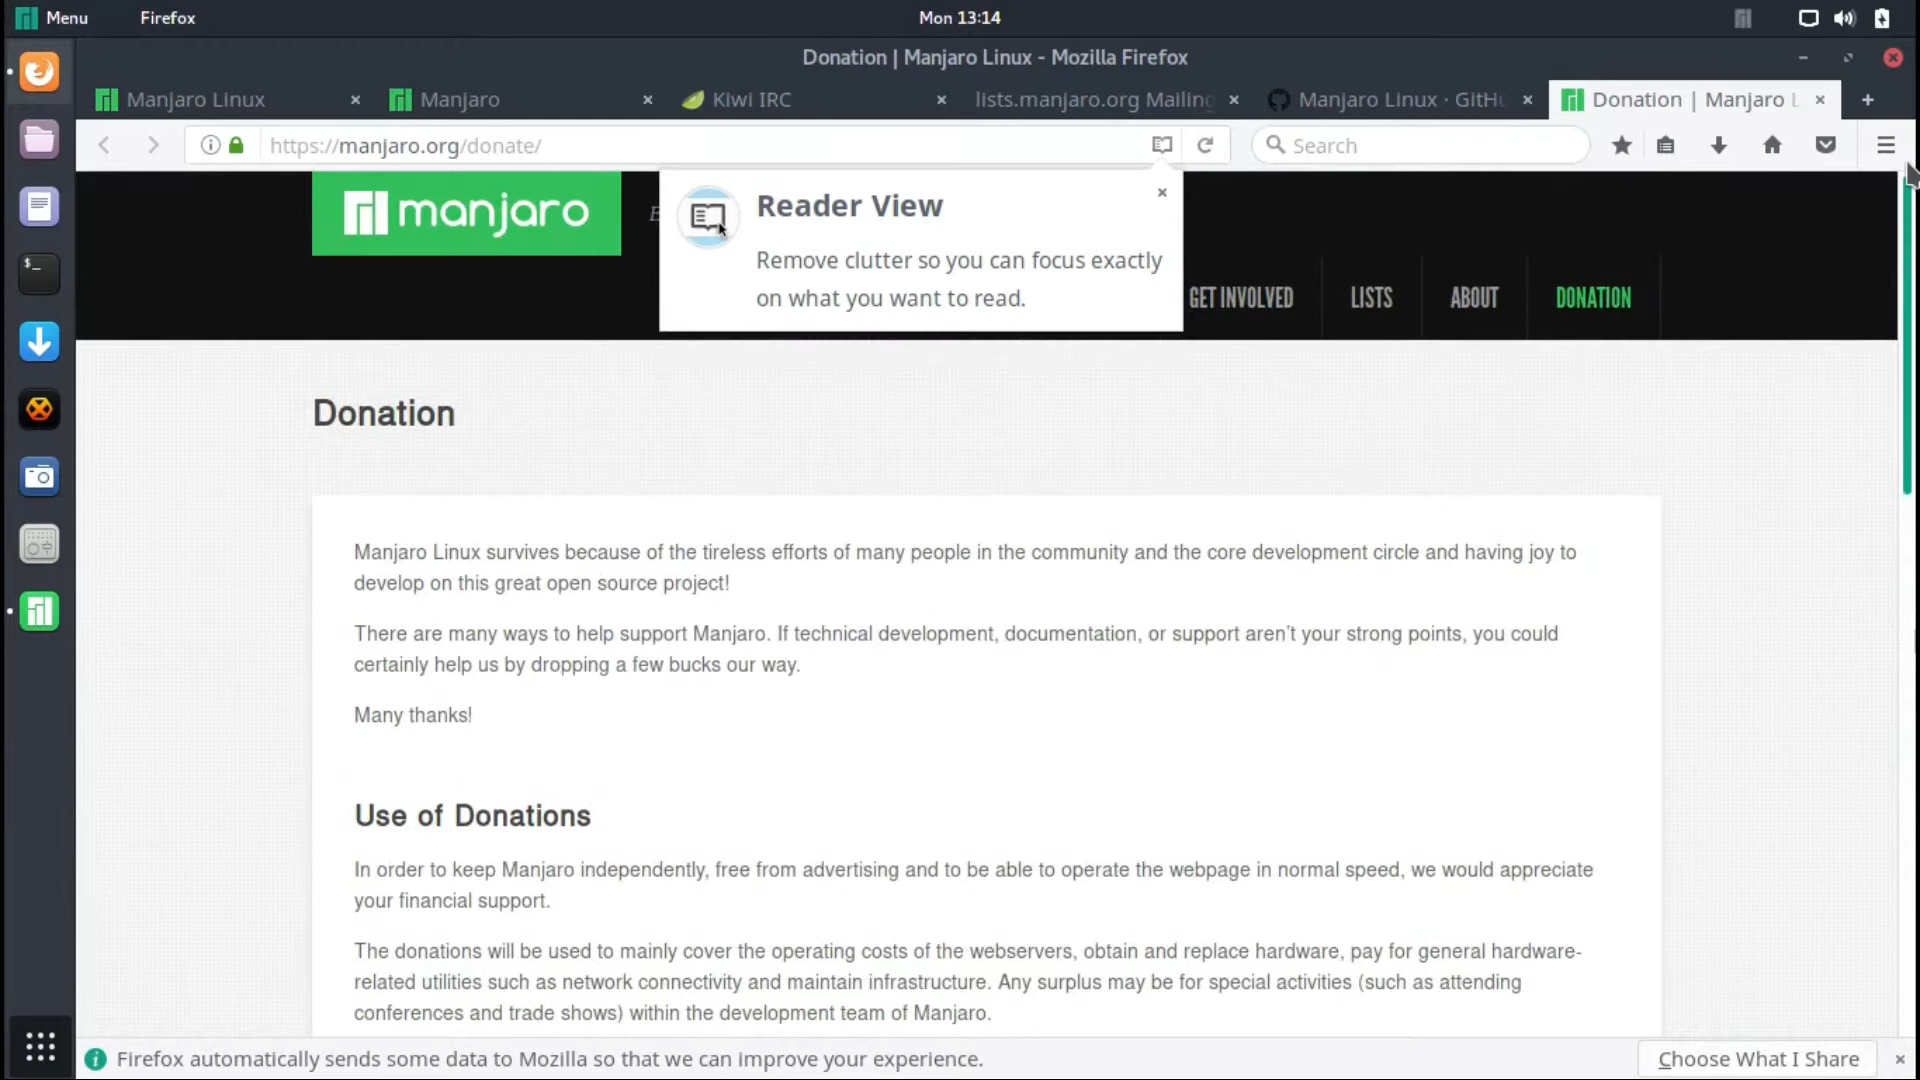 Menu Firefox Mon 13:14
Donation | Manjaro Linux - Mozilla Firefox
Manjaro Linux Manjaro Kiwi IRC lists.manjaro.org Mailing Manjaro Linux · GitHu Donation | Manjaro L
https://manjaro.org/donate/ Search
manjaro E
Reader View
Remove clutter so you can focus exactly
on what you want to read.
GET INVOLVED LISTS ABOUT DONATION
Donation
Manjaro Linux survives because of the tireless efforts of many people in the community and the core development circle and having joy to
develop on this great open source project!
There are many ways to help support Manjaro. If technical development, documentation, or support aren't your strong points, you could
certainly help us by dropping a few bucks our way.
Many thanks!
Use of Donations
In order to keep Manjaro independently, free from advertising and to be able to operate the webpage in normal speed, we would appreciate
your financial support.
The donations will be used to mainly cover the operating costs of the webservers, obtain and replace hardware, pay for general hardware-
related utilities such as network connectivity and maintain infrastructure. Any surplus may be for special activities (such as attending
conferences and trade shows) within the development team of Manjaro.
Firefox automatically sends some data to Mozilla so that we can improve your experience. Choose What I Share